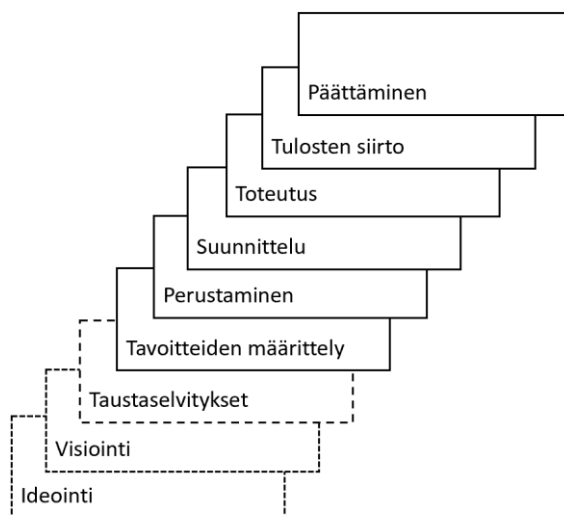 Päättäminen
Tulosten siirto
Toteutus
Suunnittelu
Perustaminen
Tavoitteiden määrittely
Taustaselvitykset
Visiointi
Ideointi